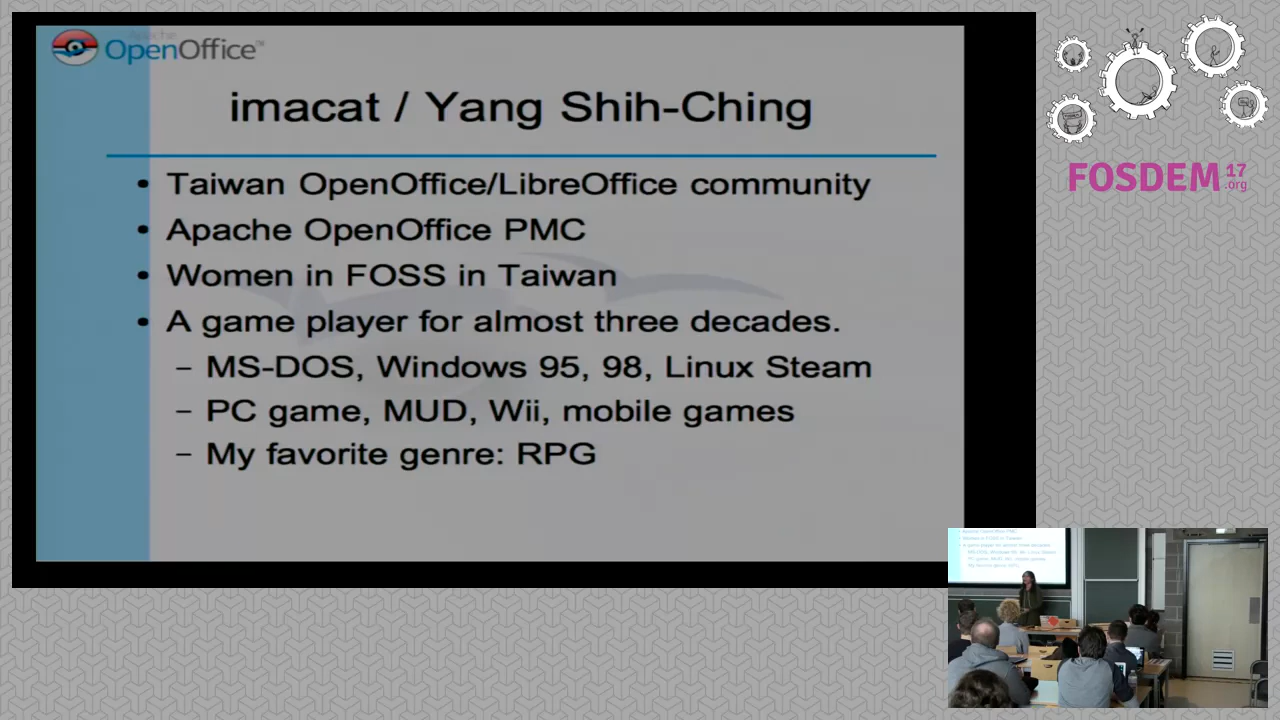 Apache
OpenOffice™
imacat / Yang Shih-Ching
• Taiwan OpenOffice/LibreOffice community
• Apache OpenOffice PMC
• Women in FOSS in Taiwan
• A game player for almost three decades.
– MS-DOS, Windows 95, 98, Linux Steam
– PC game, MUD, Wii, mobile games
– My favorite genre: RPG
FOSDEM 17
.org